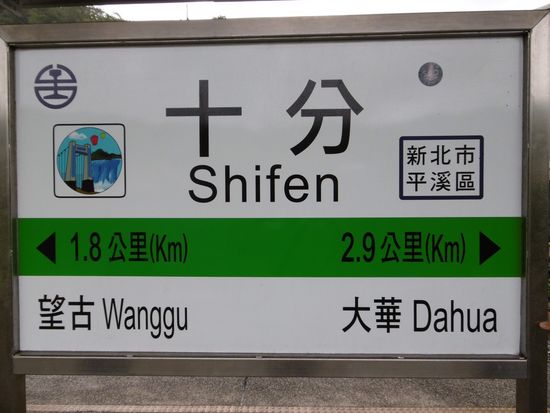 十分
Shifen
新北市
平溪區
1.8公里(Km)
2.9公里(Km)
望古 Wanggu
大華 Dahua